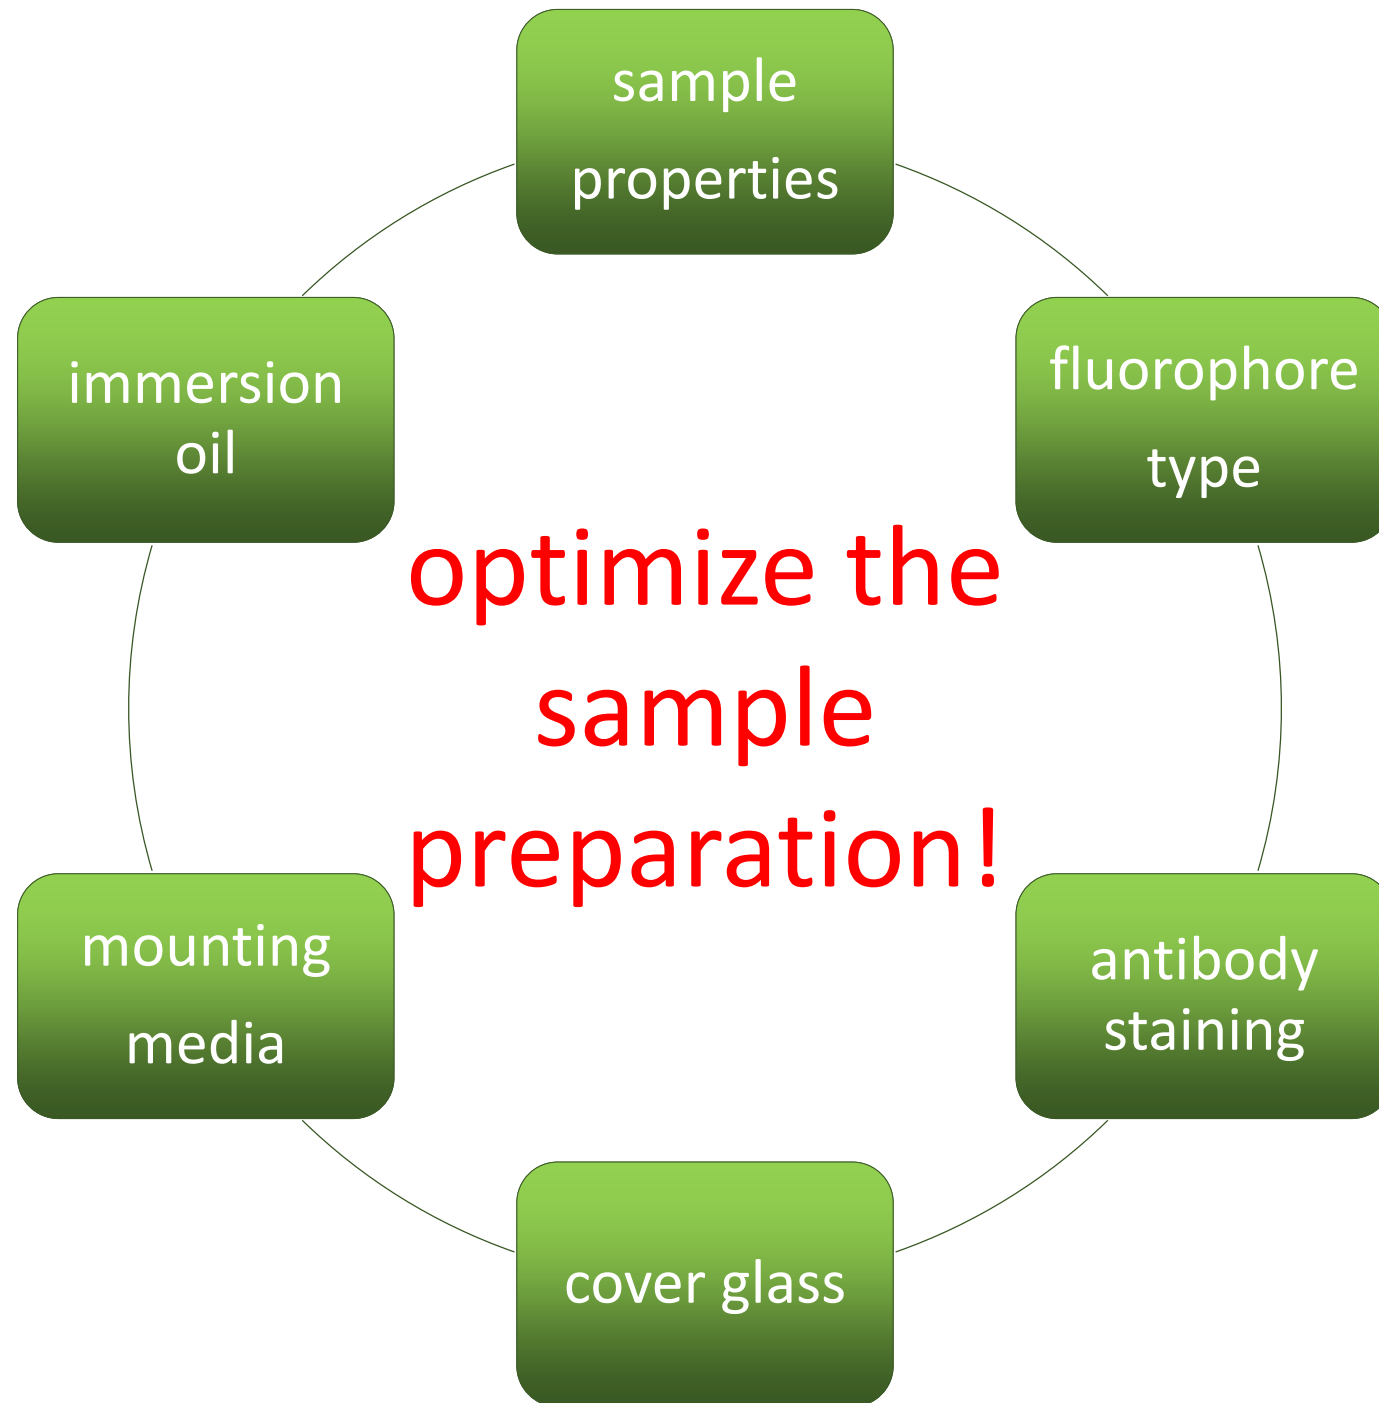 sample
properties
fluorophore
type
antibody
staining
cover glass
mounting
media
immersion
oil
optimize the
sample
preparation!